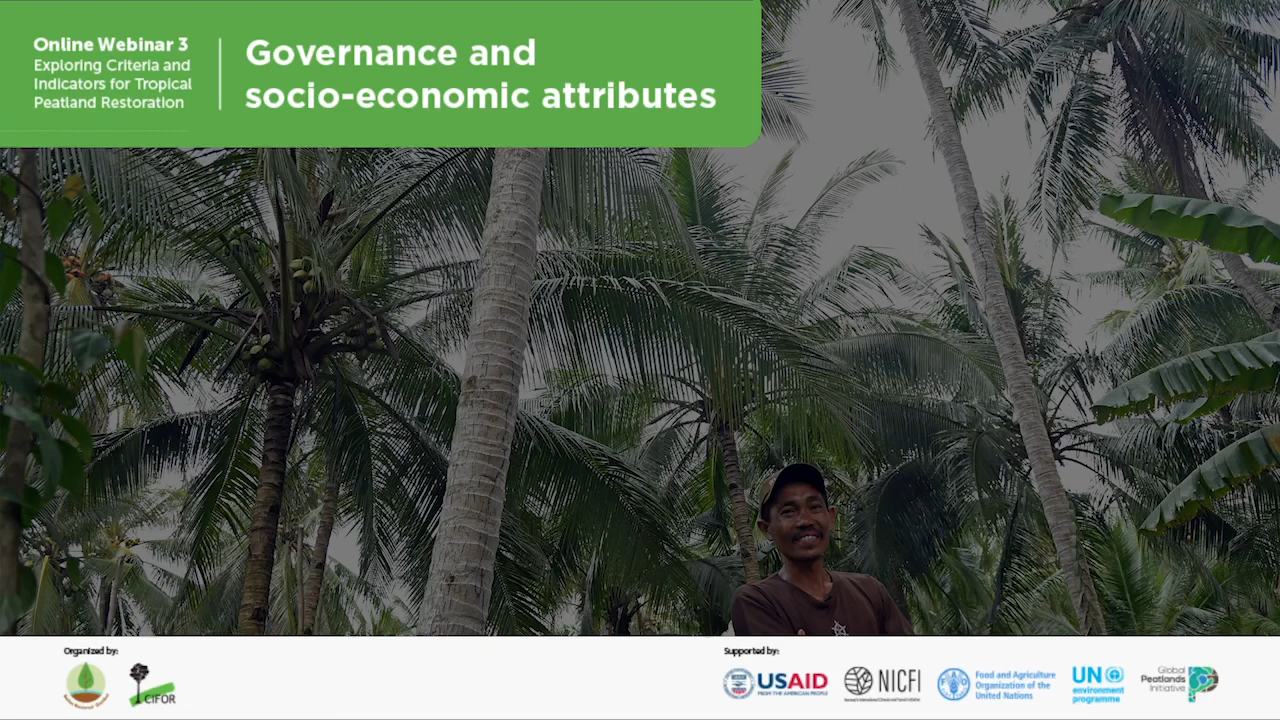 Online Webinar 3
Exploring Criteria and
Indicators for Tropical
Peatland Restoration
Governance and
socio-economic attributes
Organized by:
CIFOR
Supported by:
USAID
FROM THE AMERICAN PEOPLE
NICFI
Food and Agriculture
Organization of the
United Nations
UN
environment
programme
Global
Peatlands
Initiative